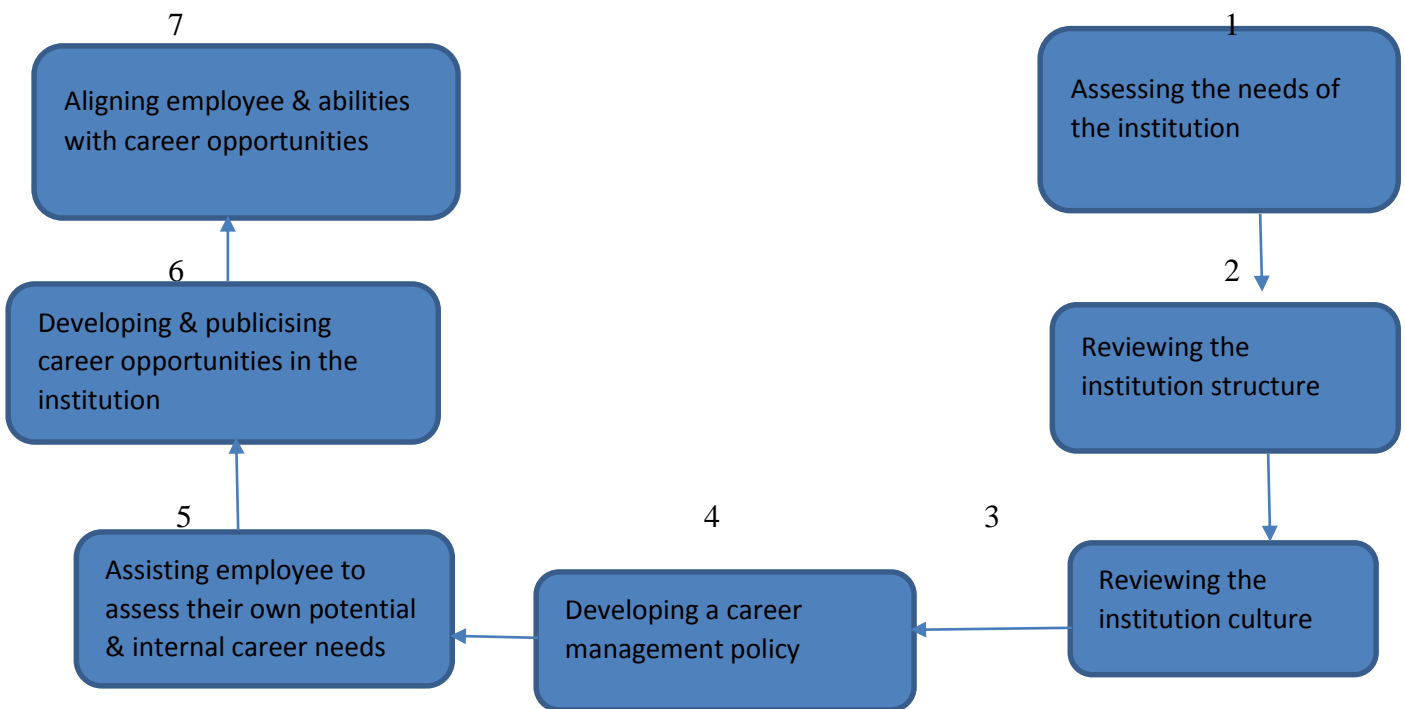 1
Assessing the needs of
the institution
2
Reviewing the
institution structure
3
Reviewing the
institution culture
4
Developing a career
management policy
5
Assisting employee to
assess their own potential
& internal career needs
6
Developing & publicising
career opportunities in the
institution
7
Aligning employee & abilities
with career opportunities